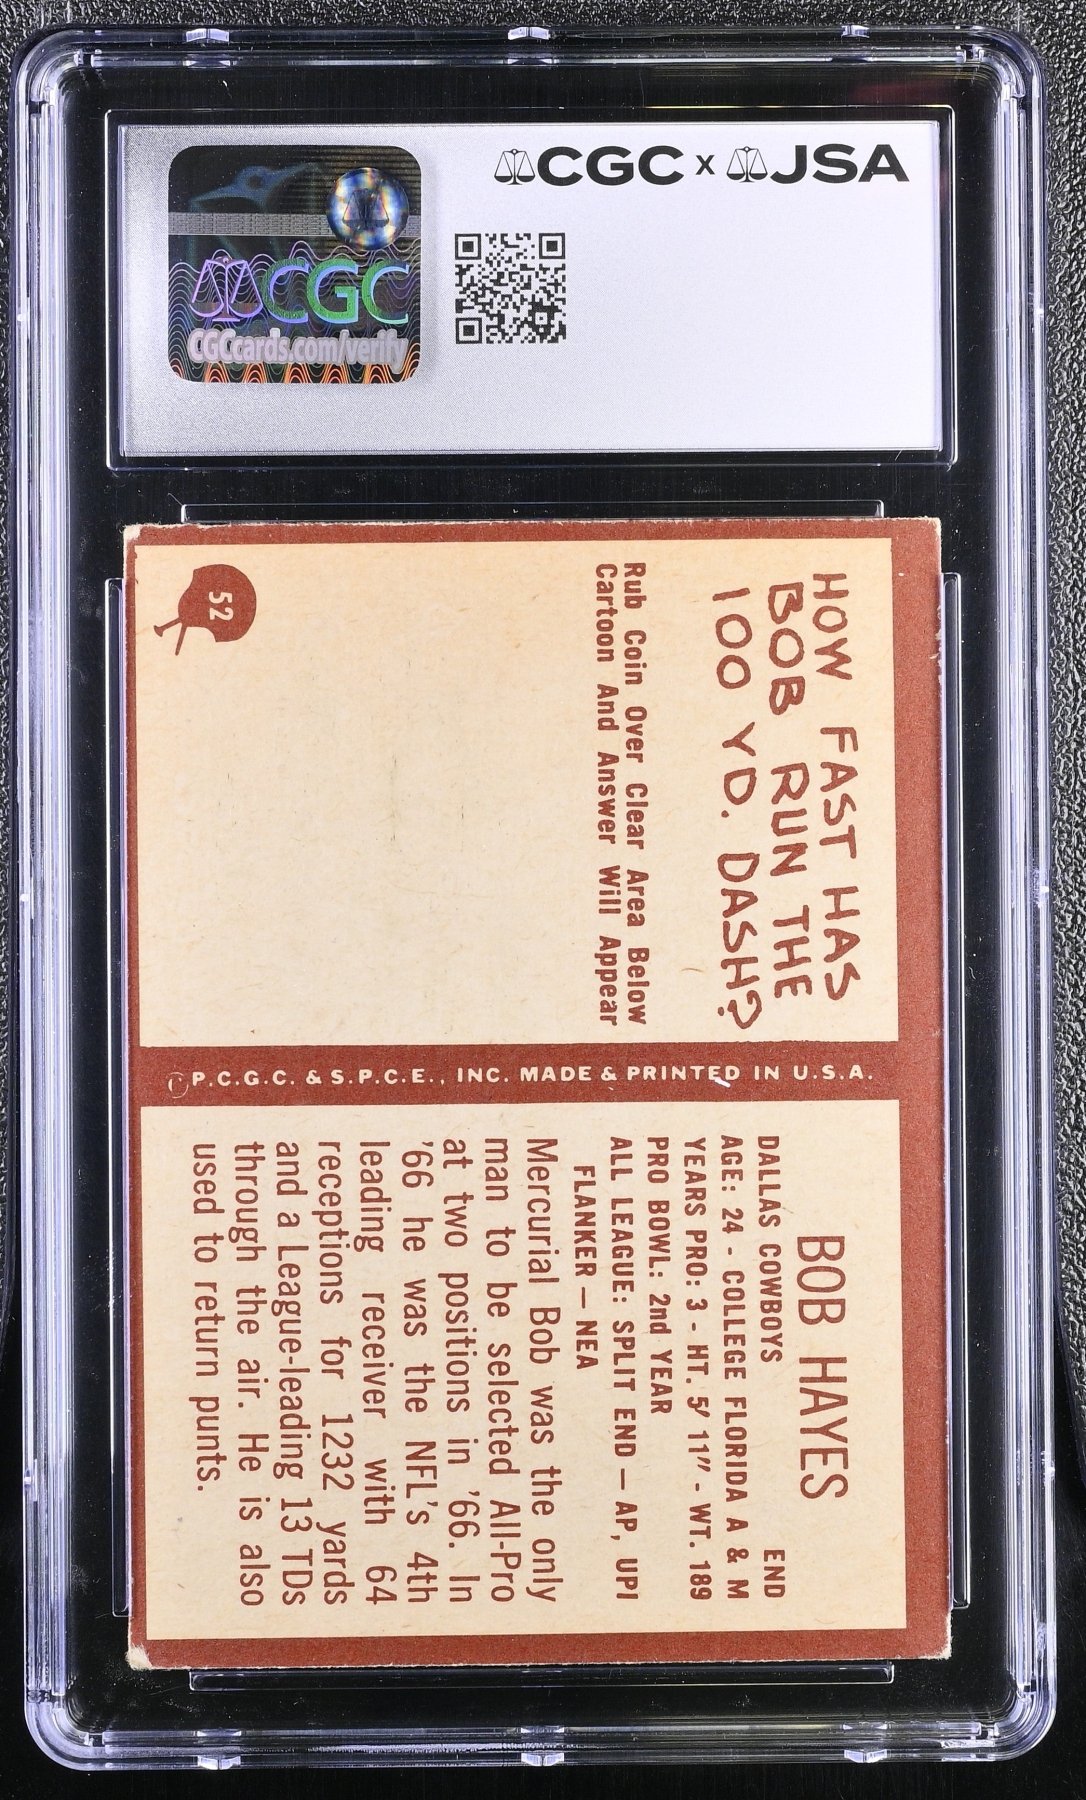 CGC x JSA
CGC
CGCcards.com/verify
HOW FAST HAS
BOB RUN THE
100 YD. DASH?
Rub Coin Over Clear Area Below
Cartoon And Answer Will Appear
52
P.C.G.C. & S.P.C.E., INC. MADE & PRINTED IN U.S.A.
BOB HAYES
DALLAS COWBOYS END
AGE: 24 - COLLEGE FLORIDA A & M
YEARS PRO: 3 - HT. 5′ 11″ - WT. 189
PRO BOWL: 2nd YEAR
ALL LEAGUE: SPLIT END — AP, UPI
FLANKER — NEA
Mercurial Bob was the only
man to be selected All-Pro
at two positions in '66. In
'66 he was the NFL's 4th
leading receiver with 64
receptions for 1232 yards
and a League-leading 13 TDs
through the air. He is also
used to return punts.